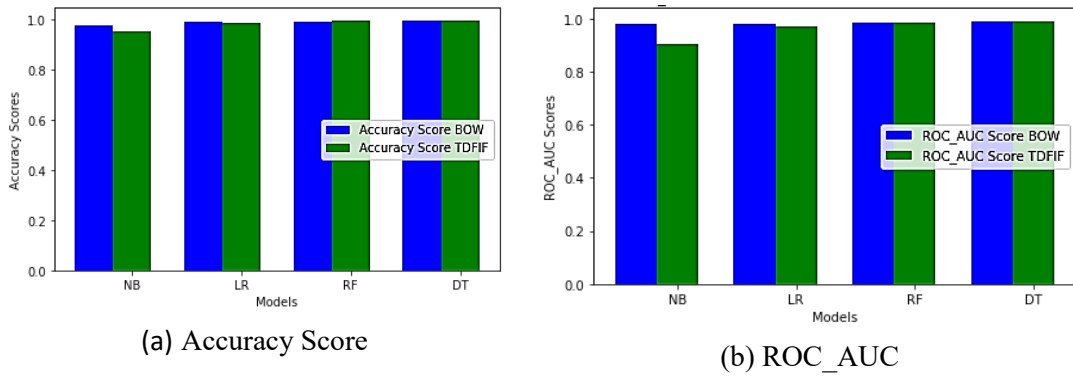 1.0
0.8
0.6
0.4
0.2
0.0
Accuracy Scores
Accuracy Score BOW
Accuracy Score TDFIF
NB LR RF DT
Models
(a) Accuracy Score
1.0
0.8
0.6
0.4
0.2
0.0
ROC_AUC Scores
ROC_AUC Score BOW
ROC_AUC Score TDFIF
NB LR RF DT
Models
(b) ROC_AUC